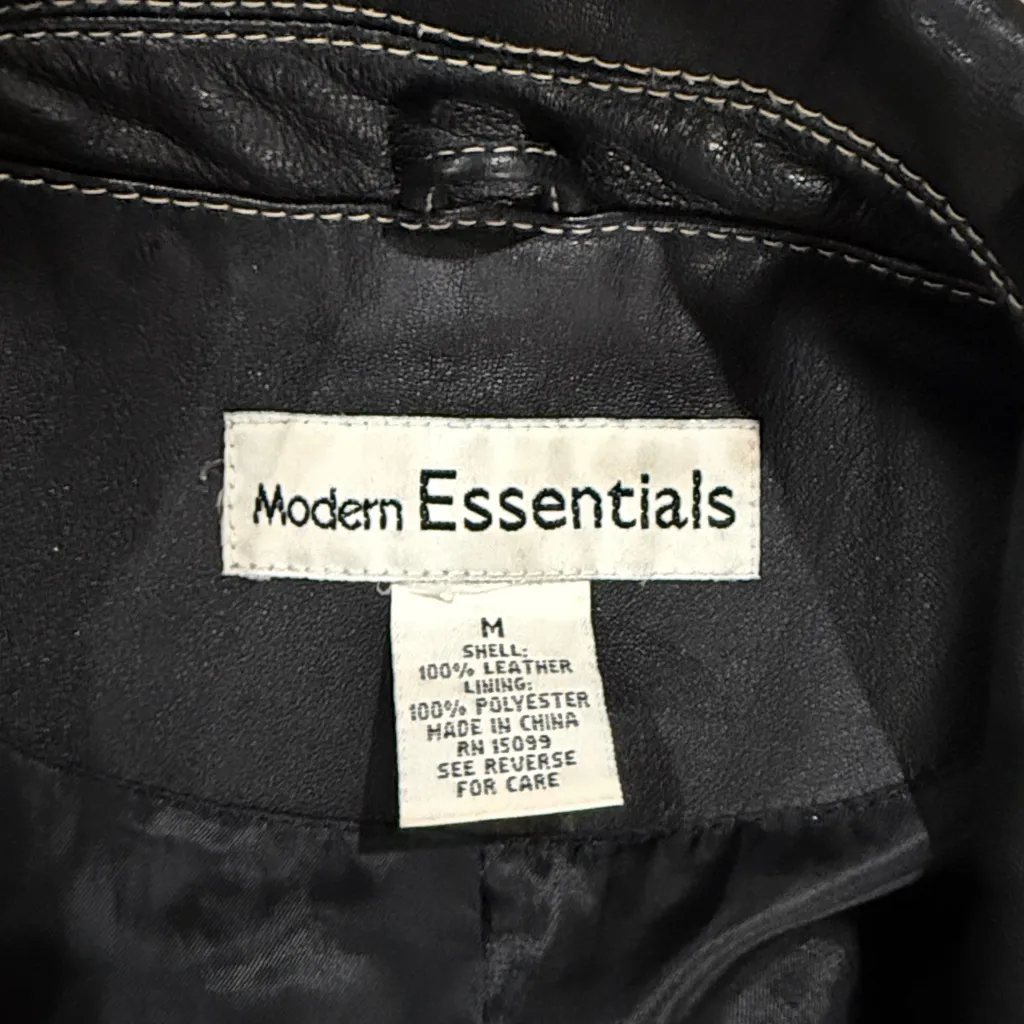 Modern Essentials
M
SHELL:
100% LEATHER
LINING:
100% POLYESTER
MADE IN CHINA
RN 15099
SEE REVERSE
FOR CARE